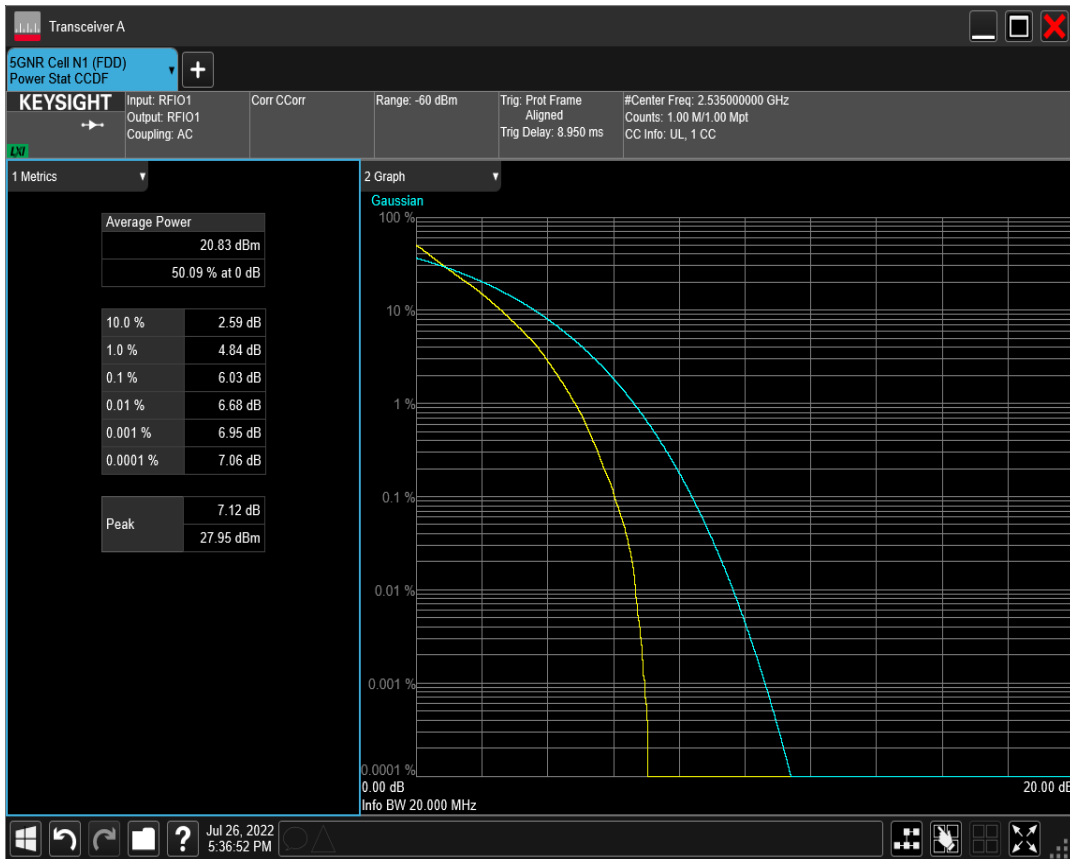 Transceiver A
5GNR Cell N1 (FDD)
Power Stat CCDF
KEYSIGHT
LXI
Input: RFIO1
Output: RFIO1
Coupling: AC
Corr CCorr
Range: -60 dBm
Trig: Prot Frame
Aligned
Trig Delay: 8.950 ms
#Center Freq: 2.535000000 GHz
Counts: 1.00 M/1.00 Mpt
CC Info: UL, 1 CC
1 Metrics
Average Power
20.83 dBm
50.09 % at 0 dB
10.0 % 2.59 dB
1.0 % 4.84 dB
0.1 % 6.03 dB
0.01 % 6.68 dB
0.001 % 6.95 dB
0.0001 % 7.06 dB
Peak
7.12 dB
27.95 dBm
2 Graph
Gaussian
100 %
10 %
1 %
0.1 %
0.01 %
0.001 %
0.0001 %
0.00 dB 20.00 dB
Info BW 20.000 MHz
?
Jul 26, 2022
5:36:52 PM